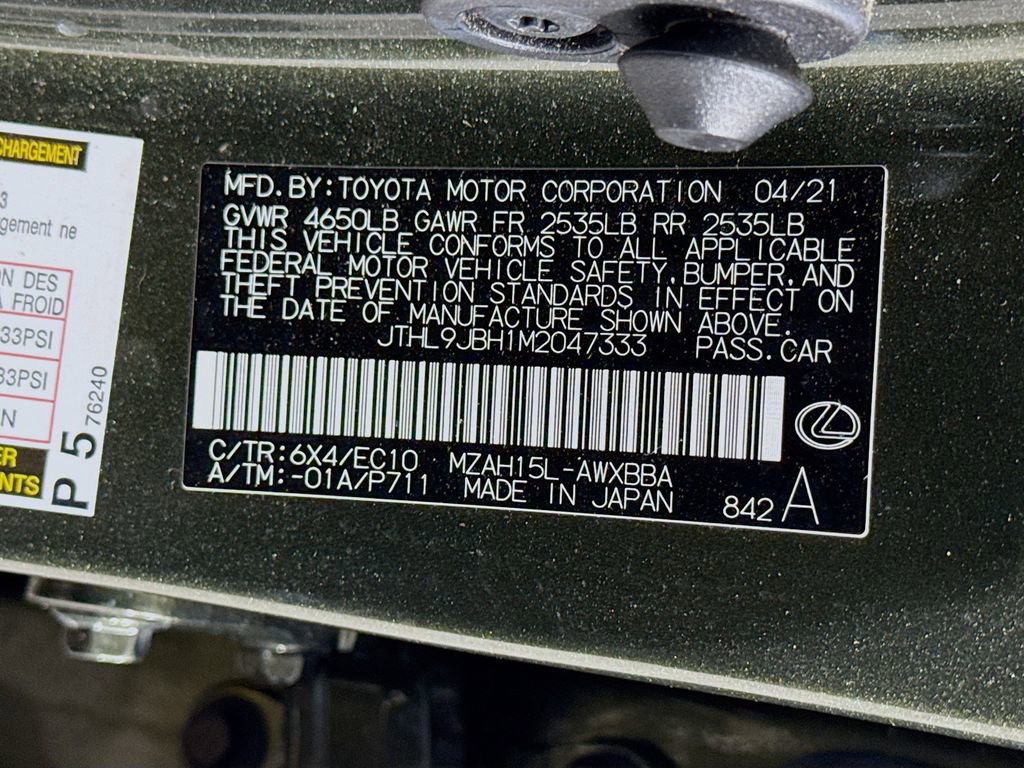 CHARGEMENT
3
gement ne
ON DES
A FROID
33PSI
33PSI
N
ER
NTS
P 5 76240
MFD.BY:TOYOTA MOTOR CORPORATION 04/21
GVWR 4650LB GAWR FR 2535LB RR 2535LB
THIS VEHICLE CONFORMS TO ALL APPLICABLE
FEDERAL MOTOR VEHICLE SAFETY,BUMPER,AND
THEFT PREVENTION STANDARDS IN EFFECT ON
THE DATE OF MANUFACTURE SHOWN ABOVE.
JTHL9JBH1M2047333 PASS.CAR
C/TR:6X4/EC10 MZAH15L-AWXBBA
A/TM:-01A/P711 MADE IN JAPAN
842 A